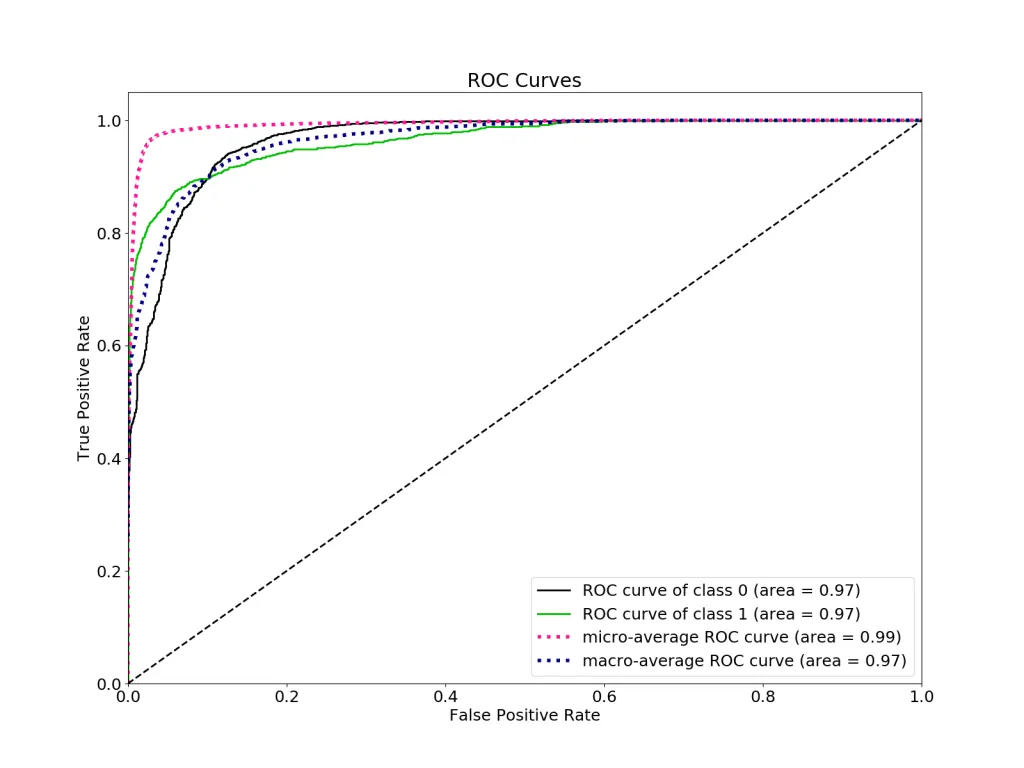 ROC Curves
1.0
0.8
0.6
0.4
0.2
0.0
True Positive Rate
0.0 0.2 0.4 0.6 0.8 1.0
False Positive Rate
ROC curve of class 0 (area = 0.97)
ROC curve of class 1 (area = 0.97)
micro-average ROC curve (area = 0.99)
macro-average ROC curve (area = 0.97)